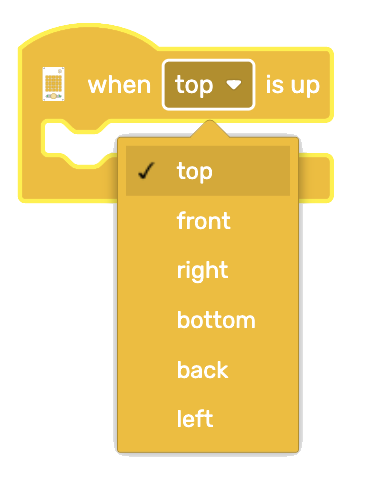 when top is up
top
front
right
bottom
back
left